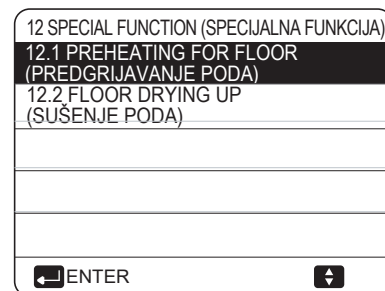 12 SPECIAL FUNCTION (SPECIJALNA FUNKCIJA)
12.1 PREHEATING FOR FLOOR
(PREDGRIJAVANJE PODA)
12.2 FLOOR DRYING UP
(SUŠENJE PODA)
ENTER